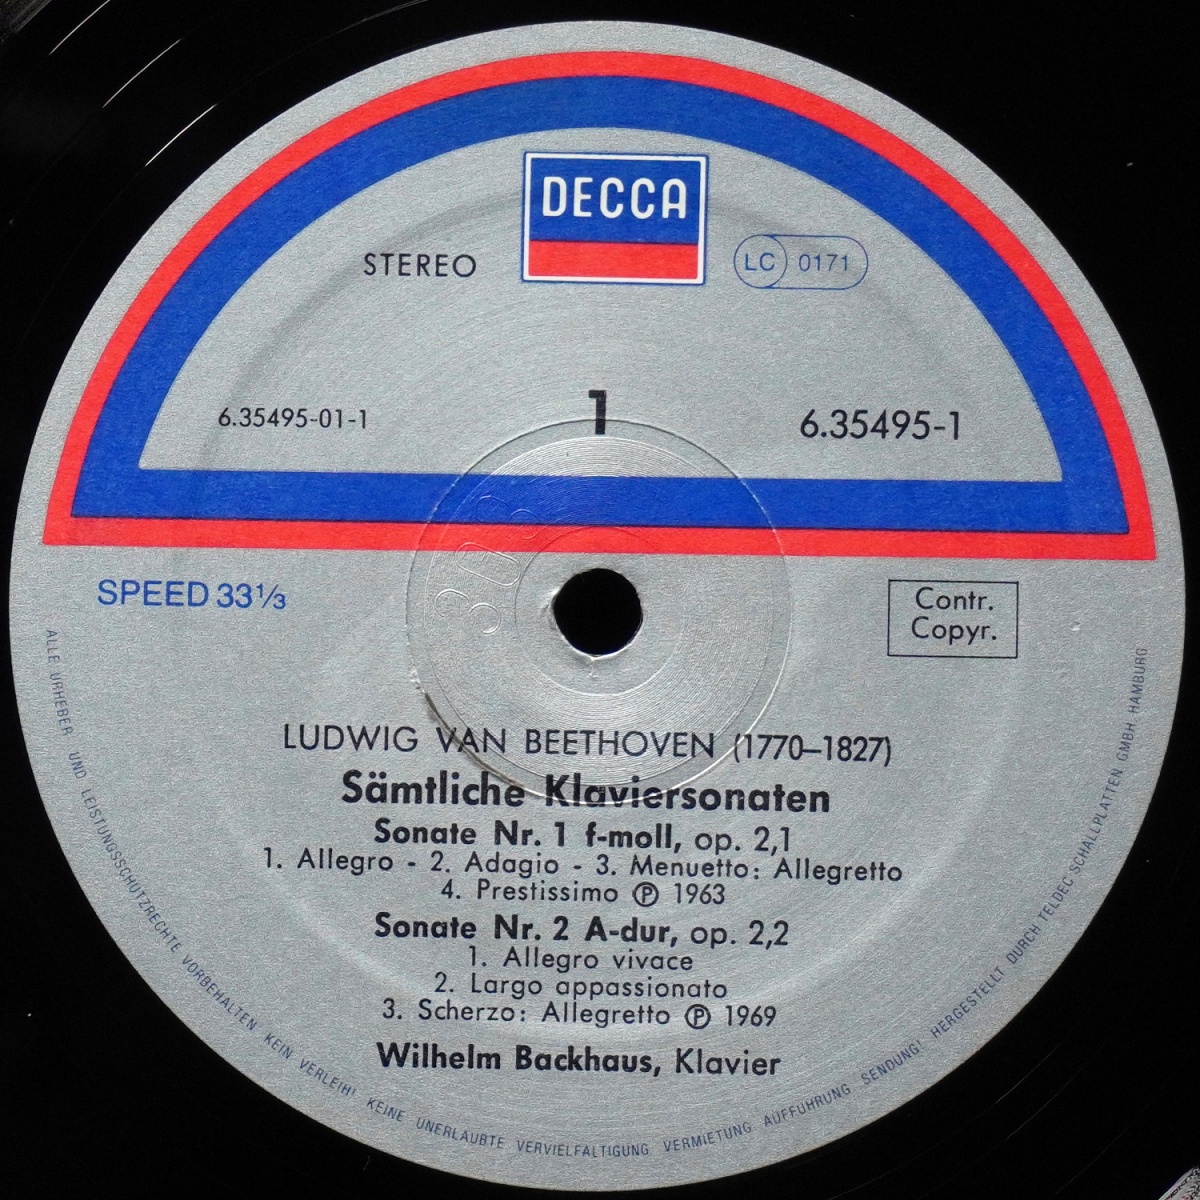 DECCA
STEREO
LC 0171
6.35495-01-1
1
6.35495-1
SPEED 33⅓
Contr.
Copyr.
LUDWIG VAN BEETHOVEN (1770–1827)
Sämtliche Klaviersonaten
Sonate Nr. 1 f-moll, op. 2,1
1. Allegro - 2. Adagio - 3. Menuetto: Allegretto
4. Prestissimo Ⓟ 1963
Sonate Nr. 2 A-dur, op. 2,2
1. Allegro vivace
2. Largo appassionato
3. Scherzo: Allegretto Ⓟ 1969
Wilhelm Backhaus, Klavier
ALLE URHEBER UND LEISTUNGSSCHUTZRECHTE VORBEHALTEN KEIN VERLEIH! KEINE UNERLAUBTE VERVIELFÄLTIGUNG VERMIETUNG AUFFÜHRUNG SENDUNG! HERGESTELLT DURCH TELDEC SCHALLPLATTEN GMBH HAMBURG